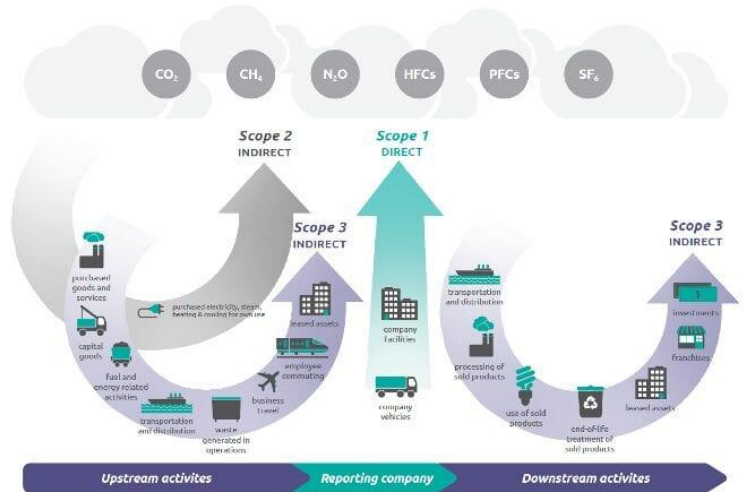 CO₂ CH₄ N₂O HFCs PFCs SF₆
Scope 2
INDIRECT
Scope 1
DIRECT
Scope 3
INDIRECT
Scope 3
INDIRECT
purchased
goods and
services
capital
goods
fuel and
energy related
activities
transportation
and distribution
waste
generated in
operations
business
travel
employee
commuting
leased assets
purchased electricity, steam,
heating & cooling for own use
company
facilities
company
vehicles
transportation
and distribution
processing of
sold products
use of sold
products
end-of-life
treatment of
sold products
leased assets
franchises
investments
$
Upstream activites
Reporting company
Downstream activites